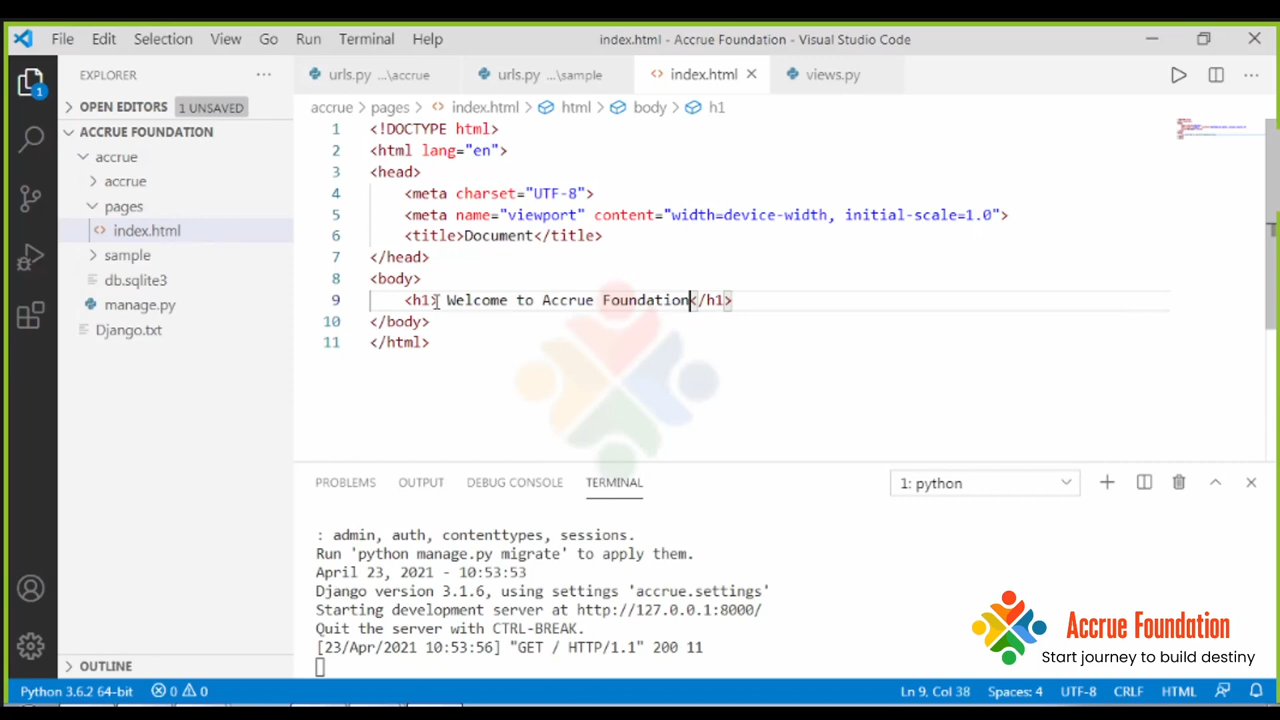 File Edit Selection View Go Run Terminal Help
index.html - Accrue Foundation - Visual Studio Code
EXPLORER
urls.py ...\accrue
urls.py ...\sample
index.html
views.py
OPEN EDITORS 1 UNSAVED
ACCRUE FOUNDATION
accrue
accrue
pages
index.html
sample
db.sqlite3
manage.py
Django.txt
OUTLINE
1
accrue > pages > index.html > html > body > h1
1 <!DOCTYPE html>
2 <html lang="en">
3 <head>
4 <meta charset="UTF-8">
5 <meta name="viewport" content="width=device-width, initial-scale=1.0">
6 <title>Document</title>
7 </head>
8 <body>
9 <h1> Welcome to Accrue Foundation</h1>
10 </body>
11 </html>
PROBLEMS OUTPUT DEBUG CONSOLE TERMINAL
1: python
: admin, auth, contenttypes, sessions.
Run 'python manage.py migrate' to apply them.
April 23, 2021 - 10:53:53
Django version 3.1.6, using settings 'accrue.settings'
Starting development server at http://127.0.0.1:8000/
Quit the server with CTRL-BREAK.
[23/Apr/2021 10:53:56] "GET / HTTP/1.1" 200 11
Accrue Foundation
Start journey to build destiny
Python 3.6.2 64-bit 0 0 Ln 9, Col 38 Spaces: 4 UTF-8 CRLF HTML